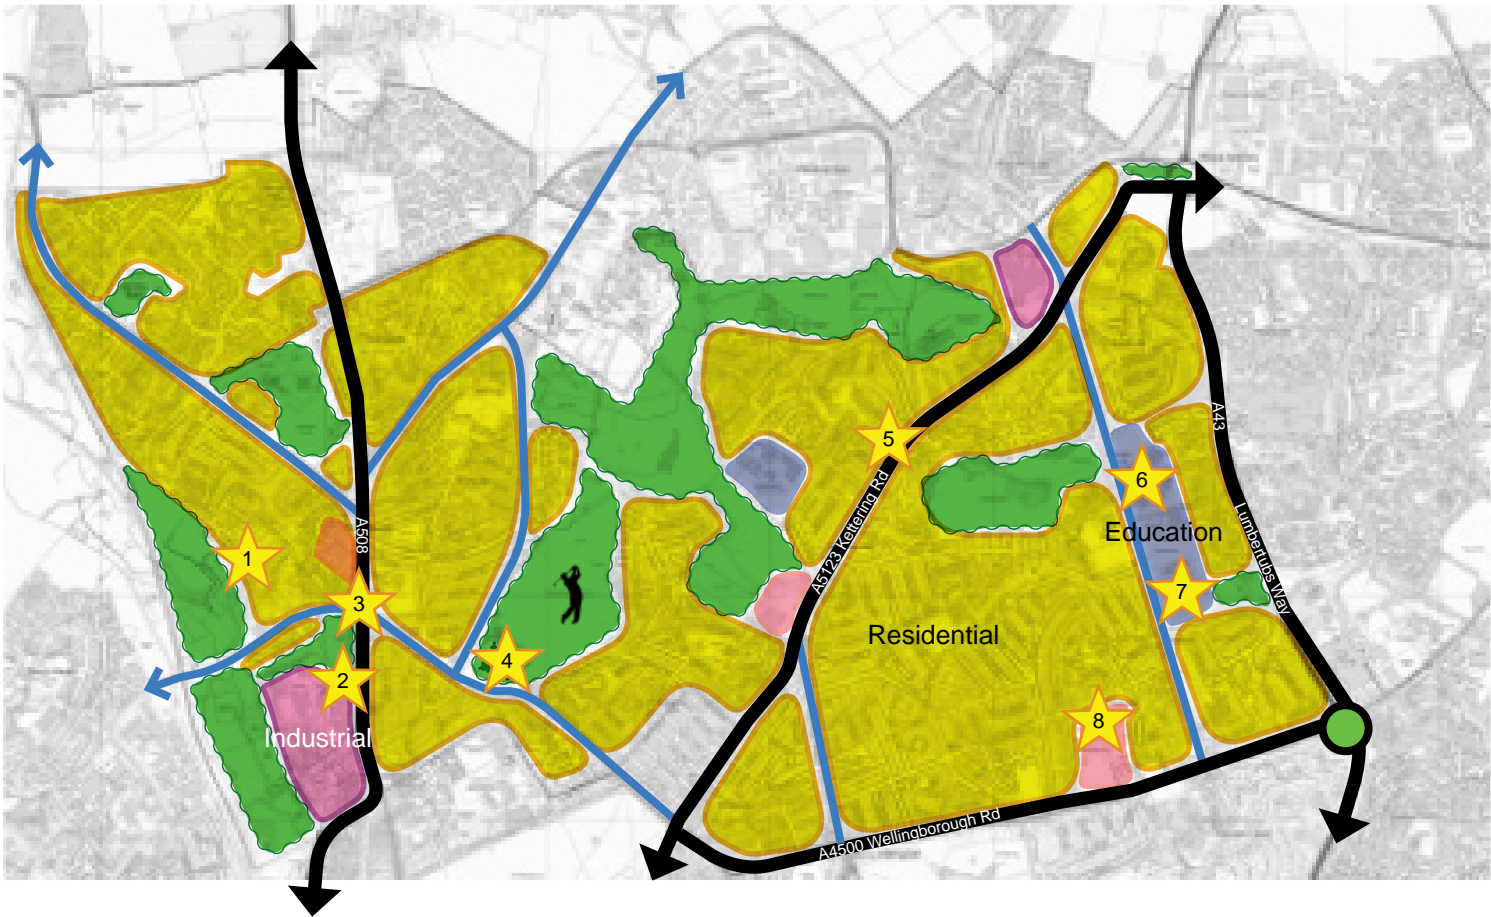 A43
5
6
A5123 Kettering Rd
Lumbertubs Way
A508
Education
1
7
3
Residential
4
2
8
Industrial
A4500 Wellingborough Rd